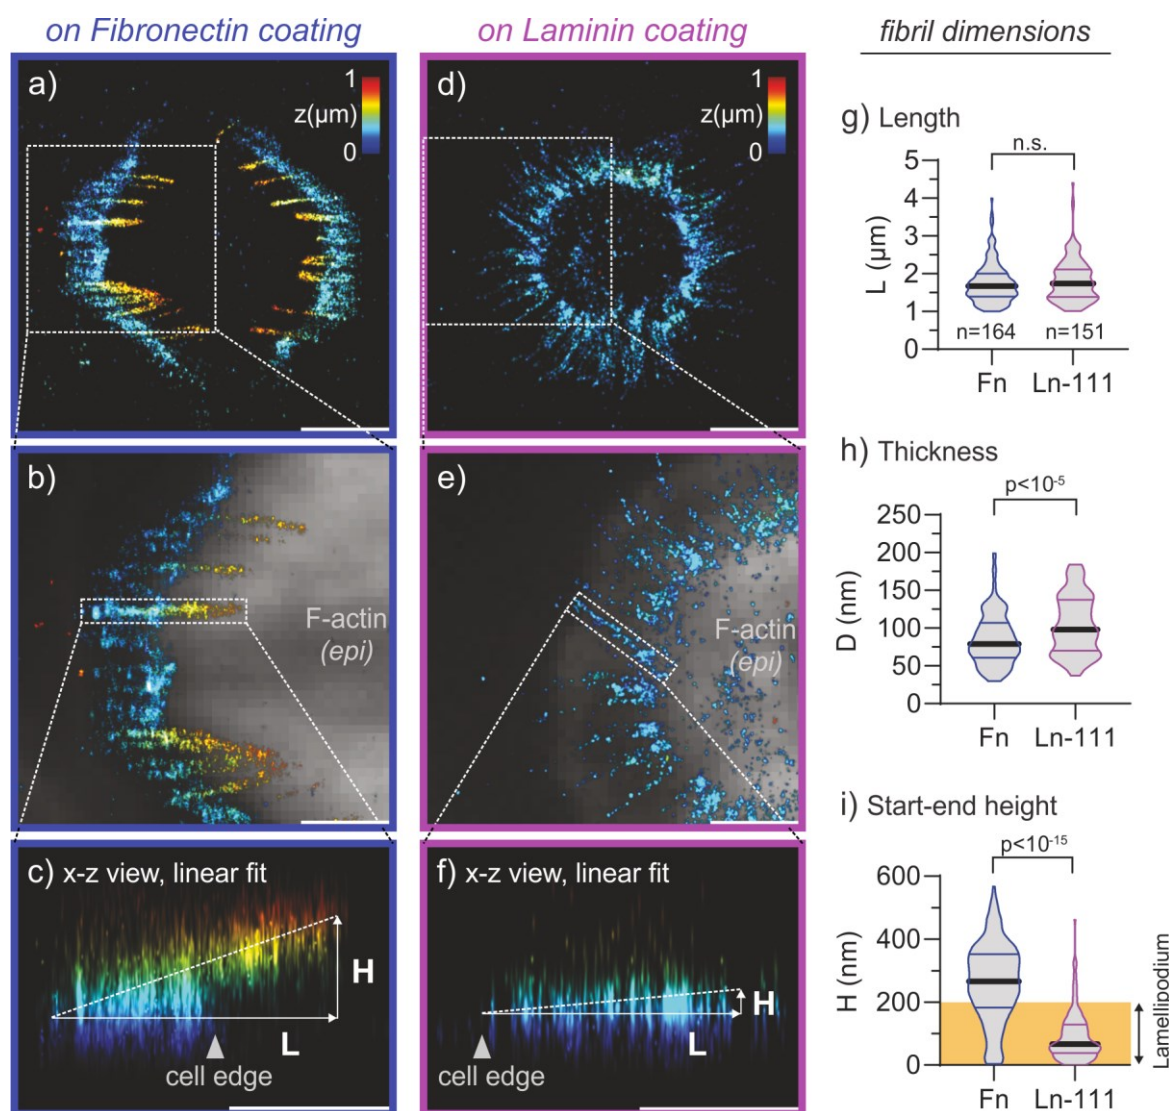 on Fibronectin coating
on Laminin coating
fibril dimensions
a)
1
z(μm)
0
d)
1
z(μm)
0
g) Length
n.s.
5
4
3
2
1
0
L (μm)
n=164
n=151
Fn
Ln-111
b)
F-actin
(epi)
e)
F-actin
(epi)
h) Thickness
p<10⁻⁵
250
200
150
100
50
0
D (nm)
Fn
Ln-111
c) x-z view, linear fit
H
L
cell edge
f) x-z view, linear fit
H
L
cell edge
i) Start-end height
p<10⁻¹⁵
600
400
200
0
H (nm)
Lamellipodium
Fn
Ln-111